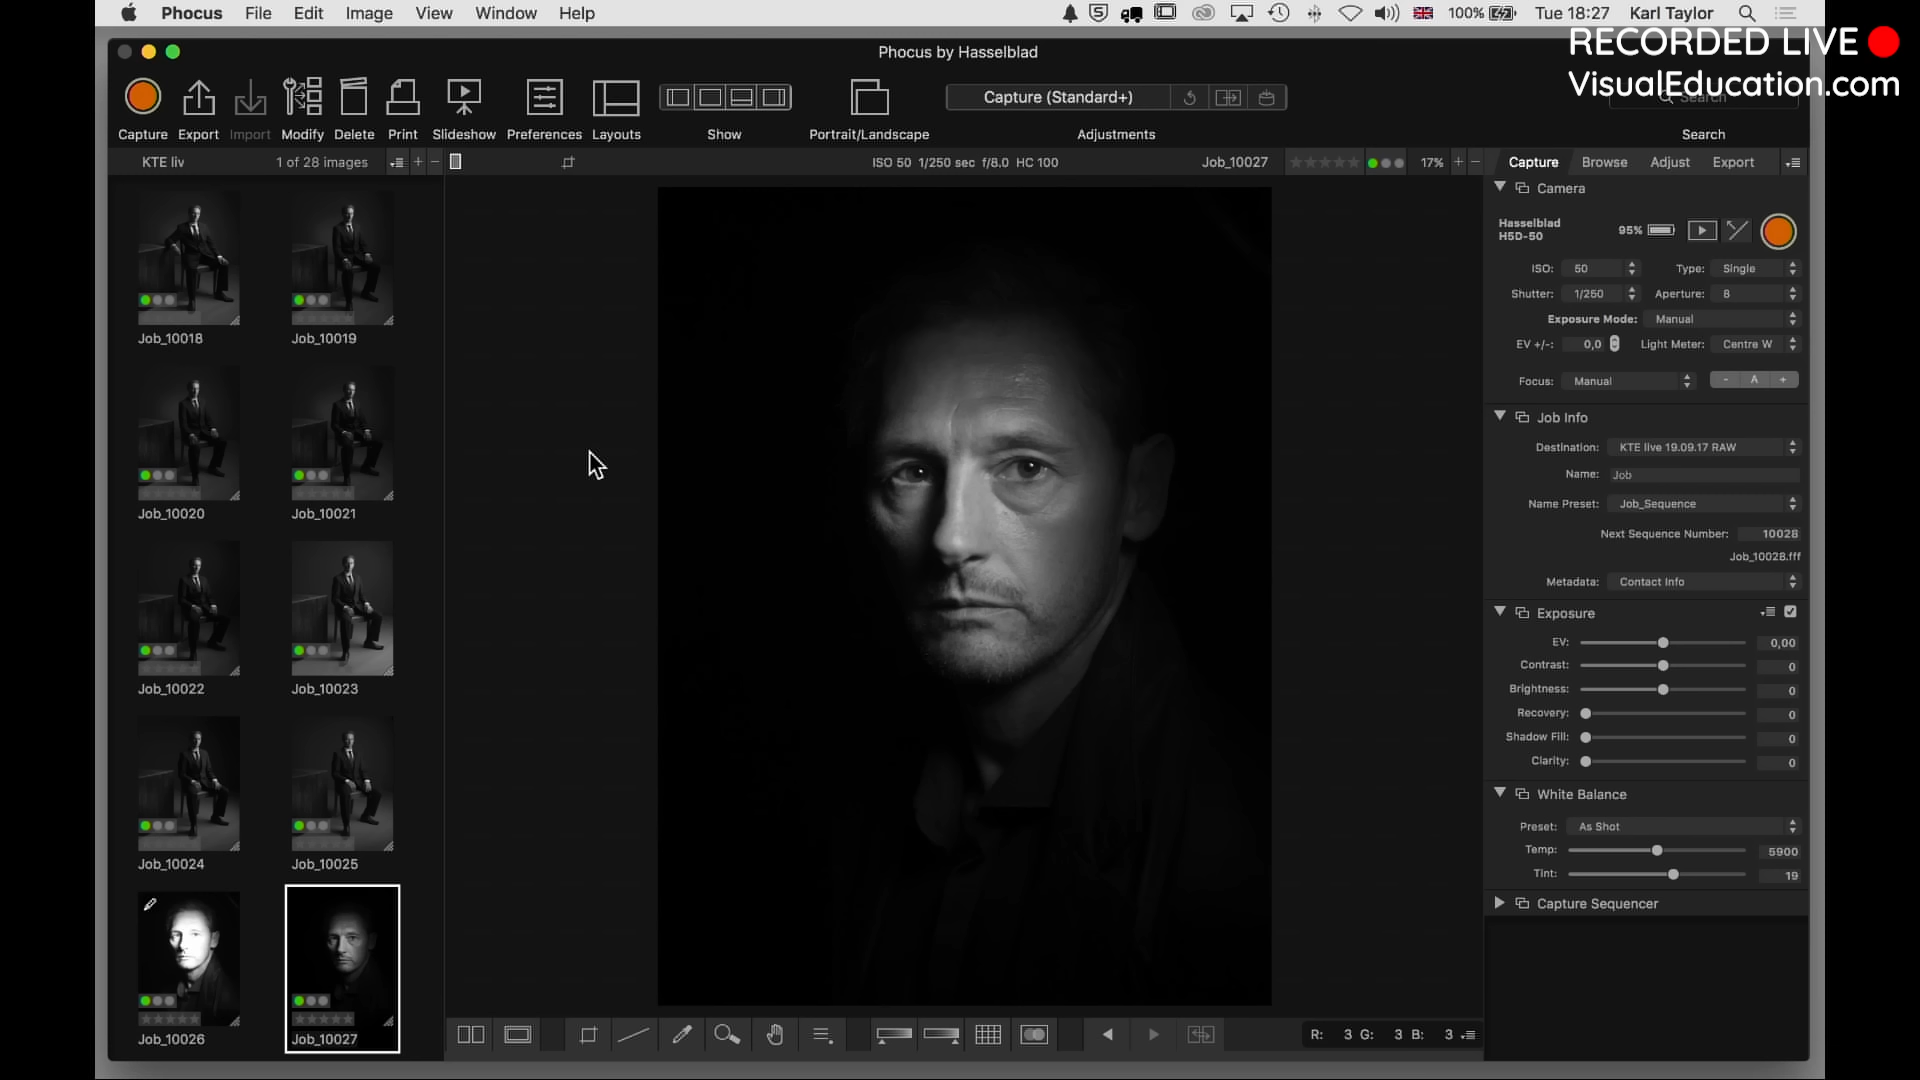 Phocus File Edit Image View Window Help 100% Tue 18:27 Karl Taylor
RECORDED LIVE
VisualEducation.com
Phocus by Hasselblad
Capture (Standard+)
Search
Capture Export Import Modify Delete Print Slideshow Preferences Layouts Show Portrait/Landscape Adjustments Search
KTE liv 1 of 28 images ISO 50 1/250 sec f/8.0 HC 100 Job_10027 17% + − Capture Browse Adjust Export
Camera
Hasselblad
H5D-50
95%
ISO: 50 Type: Single
Shutter: 1/250 Aperture: 8
Exposure Mode: Manual
EV +/-: 0,0 Light Meter: Centre W
Focus: Manual - A +
Job Info
Destination: KTE live 19.09.17 RAW
Name: Job
Name Preset: Job_Sequence
Next Sequence Number: 10028
Job_10028.fff
Metadata: Contact Info
Exposure
EV: 0,00
Contrast: 0
Brightness: 0
Recovery: 0
Shadow Fill: 0
Clarity: 0
White Balance
Preset: As Shot
Temp: 5900
Tint: 19
Capture Sequencer
Job_10018 Job_10019
Job_10020 Job_10021
Job_10022 Job_10023
Job_10024 Job_10025
Job_10026 Job_10027
R: 3 G: 3 B: 3